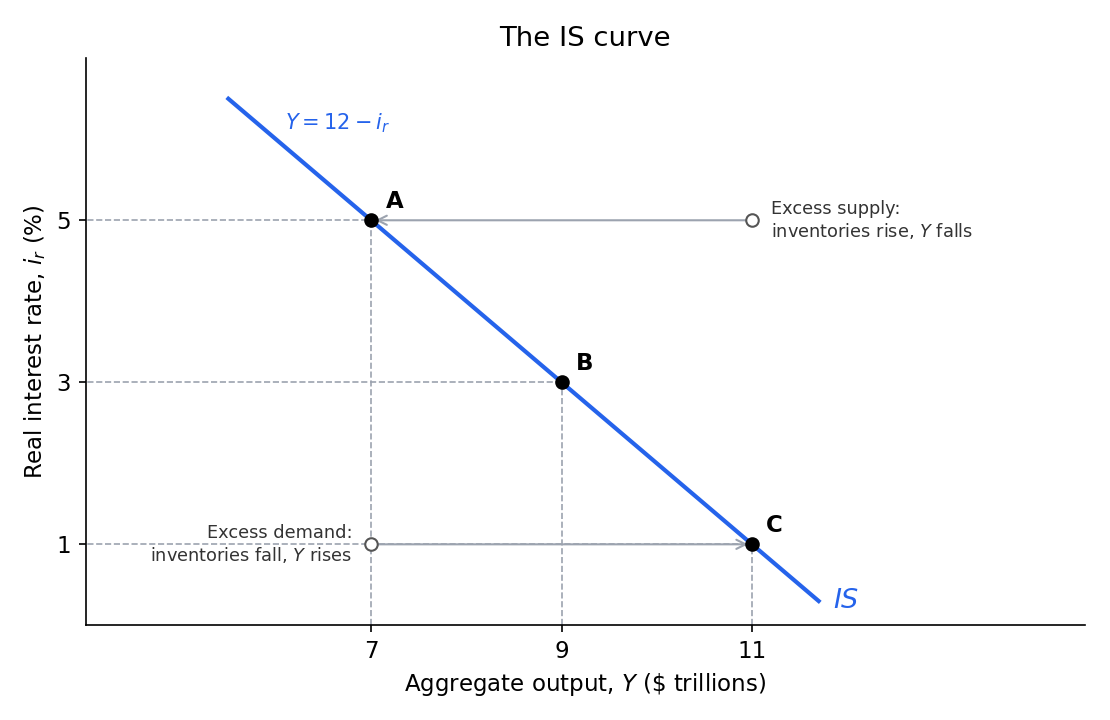 The IS curve
Y = 12 − i_r
A
Excess supply:
inventories rise, Y falls
B
C
Excess demand:
inventories fall, Y rises
IS
Real interest rate, i_r (%)
5
3
1
7 9 11
Aggregate output, Y ($ trillions)